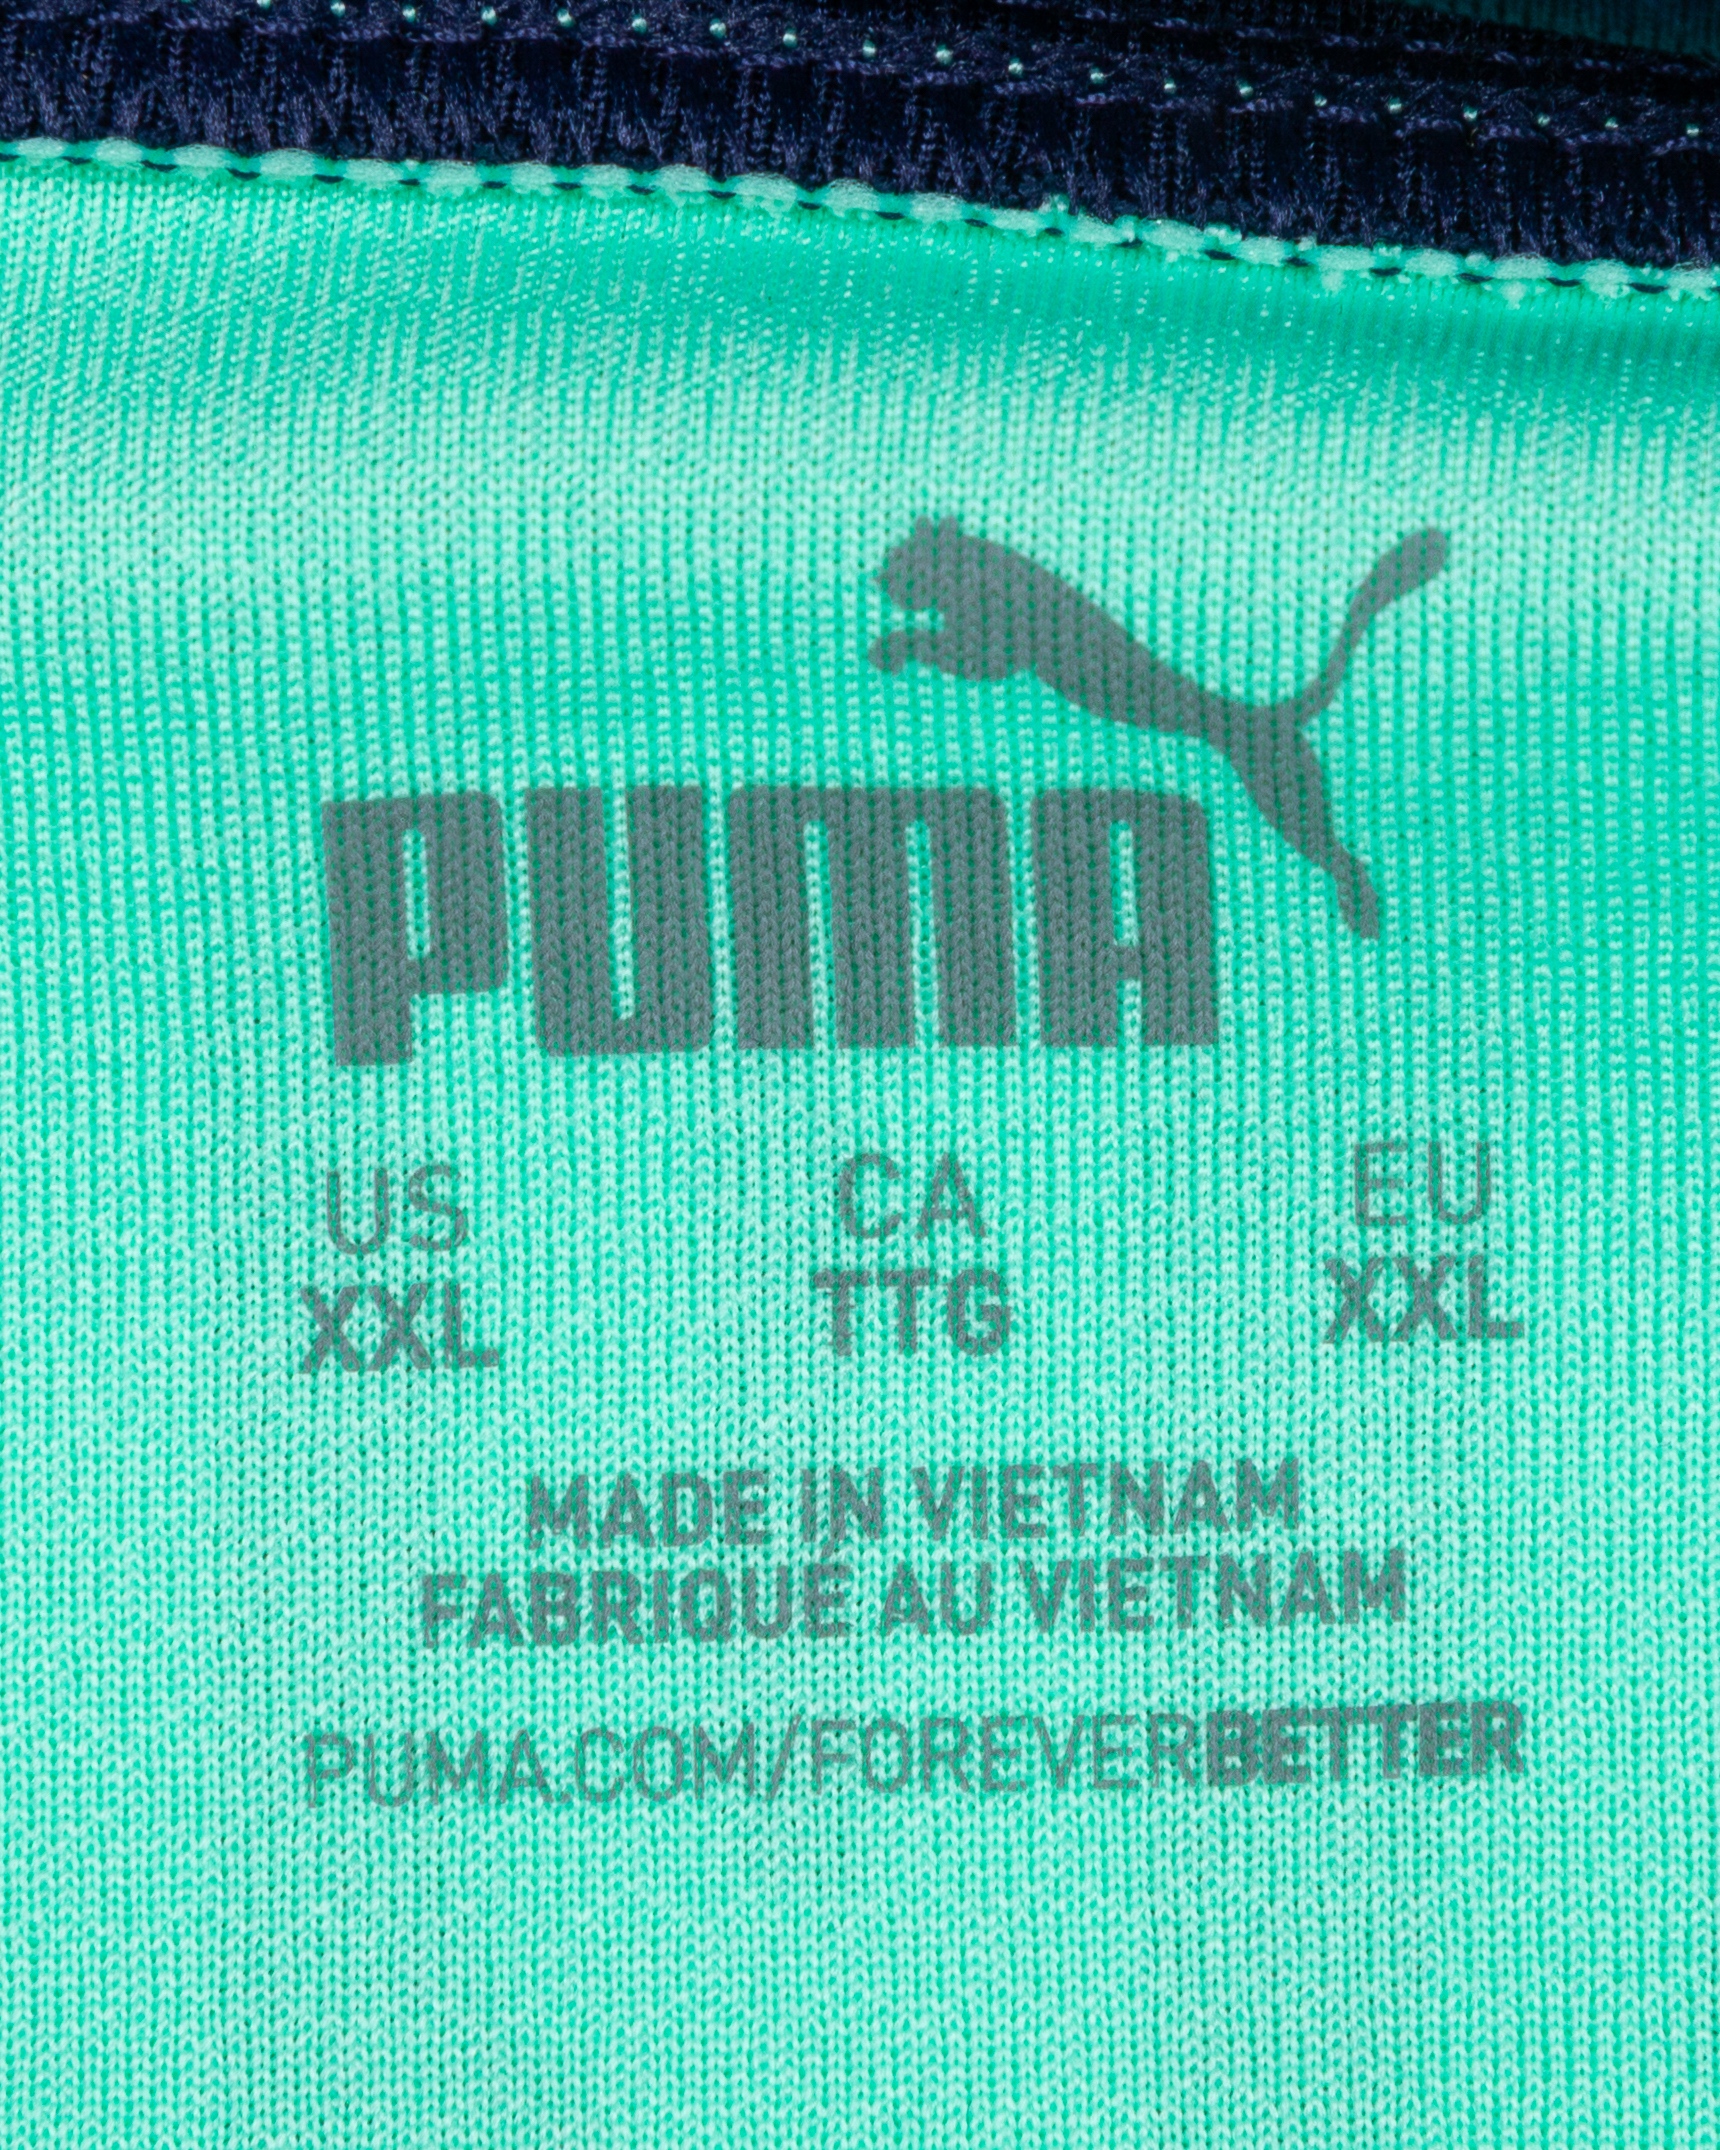 PUMA
US CA EU
XXL TTG XXL
MADE IN VIETNAM
FABRIQUÉ AU VIETNAM
PUMA.COM/FOREVERBETTER